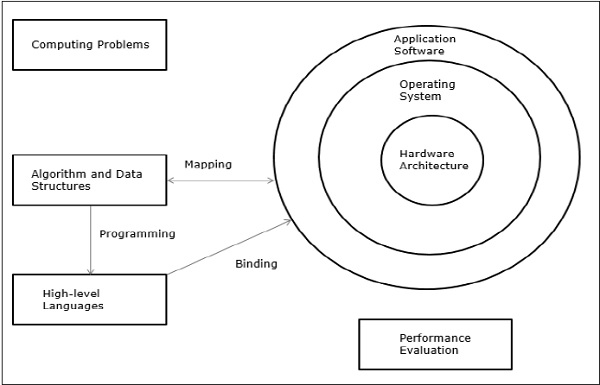 Computing Problems
Application
Software
Operating
System
Hardware
Architecture
Mapping
Algorithm and Data
Structures
Programming
Binding
High-level
Languages
Performance
Evaluation